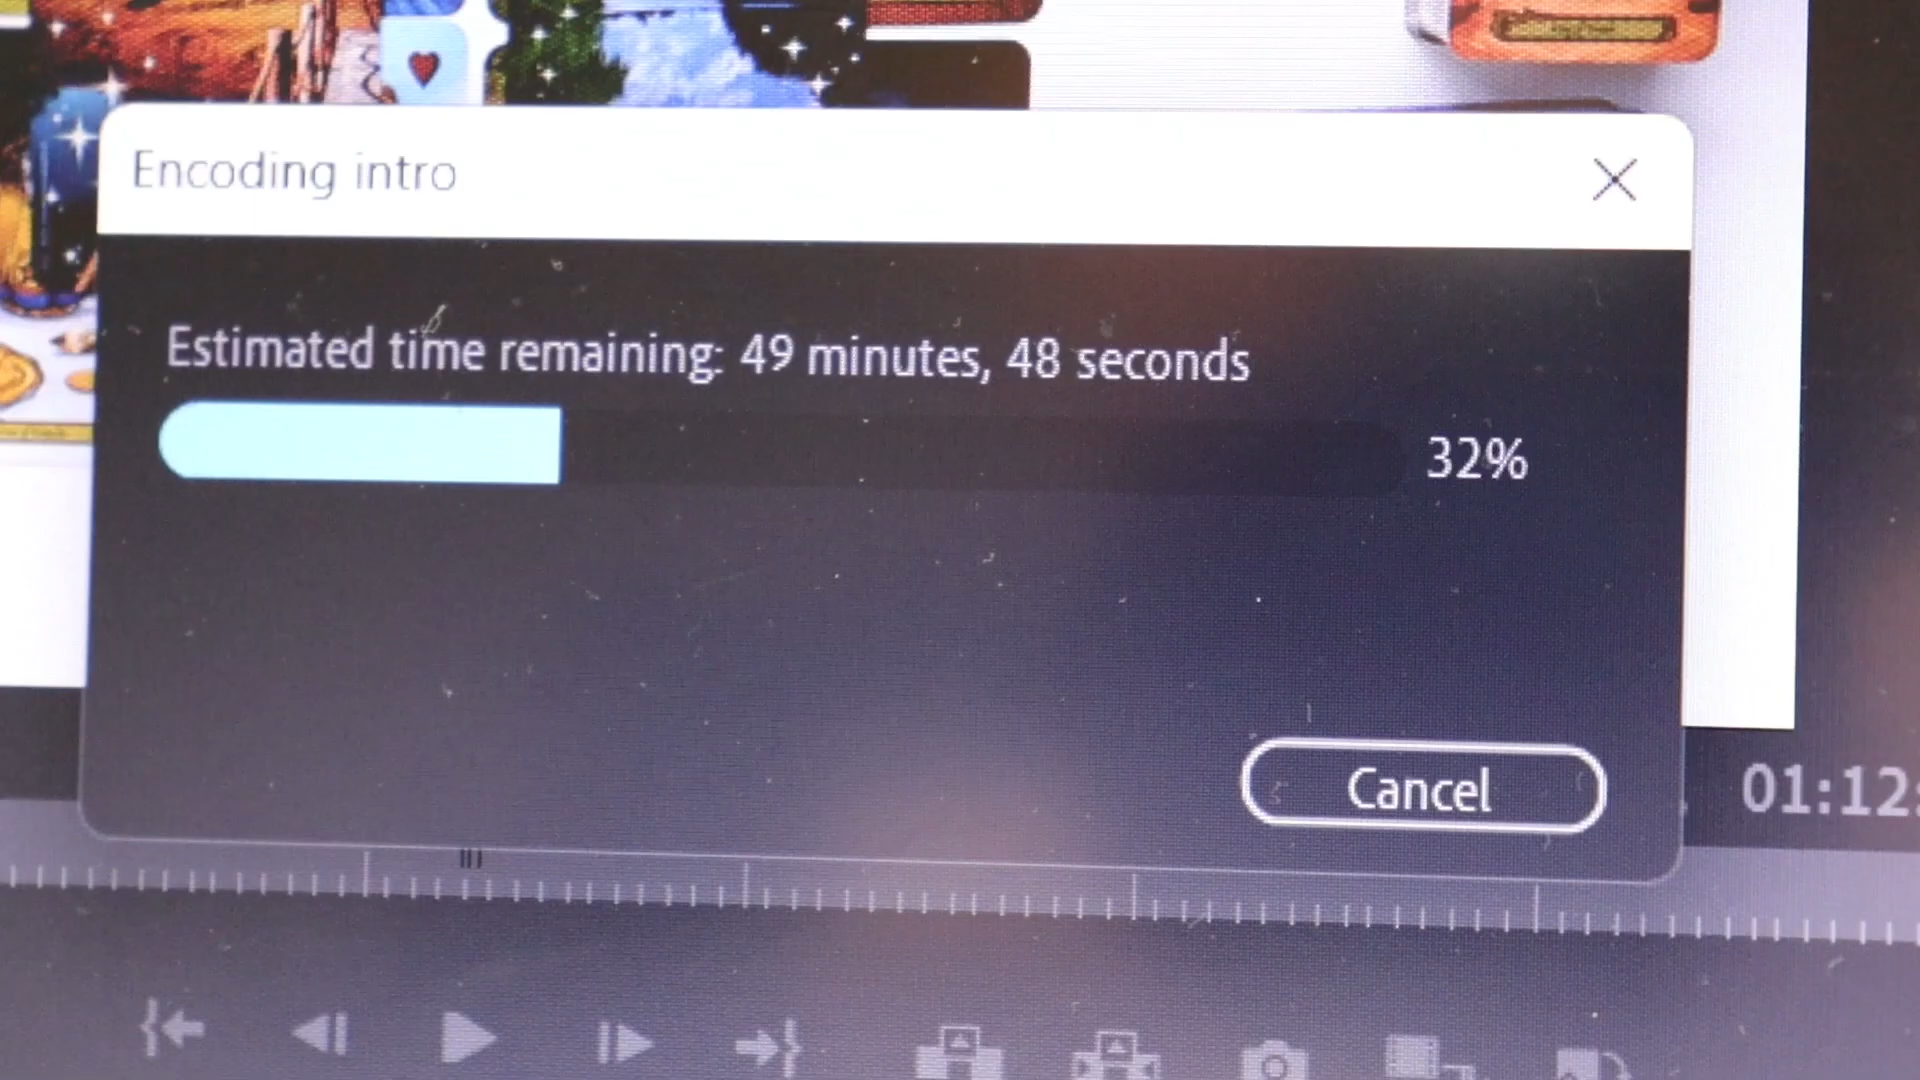 Encoding intro
Estimated time remaining: 49 minutes, 48 seconds
32%
Cancel
01:12: